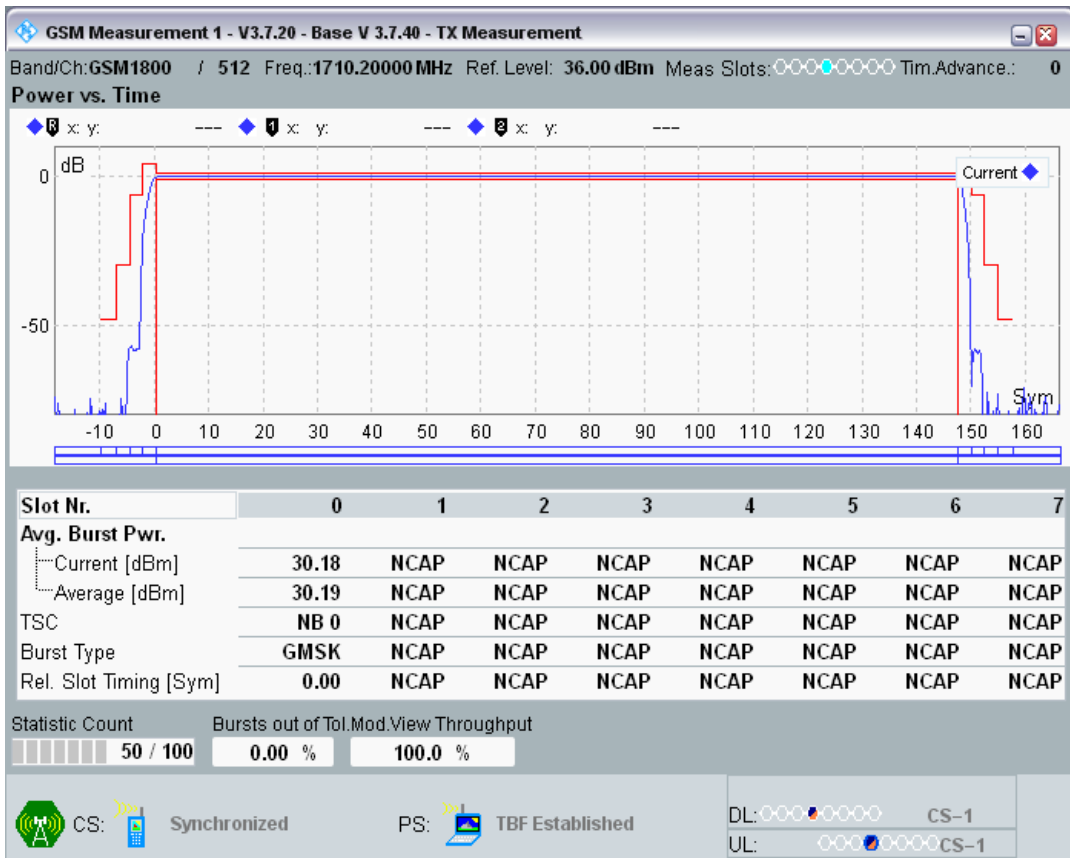 GSM Measurement 1 - V3.7.20 - Base V 3.7.40 - TX Measurement
Band/Ch:GSM1800 / 512 Freq.:1710.20000 MHz Ref. Level: 36.00 dBm Meas Slots: Tim.Advance.: 0
Power vs. Time
R x: y: --- 1 x: y: --- 2 x: y: ---
dB
Current
0
-50
Sym
-10 0 10 20 30 40 50 60 70 80 90 100 110 120 130 140 150 160
Slot Nr. 0 1 2 3 4 5 6 7
Avg. Burst Pwr.
Current [dBm] 30.18 NCAP NCAP NCAP NCAP NCAP NCAP NCAP
Average [dBm] 30.19 NCAP NCAP NCAP NCAP NCAP NCAP NCAP
TSC NB 0 NCAP NCAP NCAP NCAP NCAP NCAP NCAP
Burst Type GMSK NCAP NCAP NCAP NCAP NCAP NCAP NCAP
Rel. Slot Timing [Sym] 0.00 NCAP NCAP NCAP NCAP NCAP NCAP NCAP
Statistic Count Bursts out of Tol. Mod.View Throughput
50 / 100 0.00 % 100.0 %
CS: Synchronized PS: TBF Established
DL: CS-1
UL: CS-1